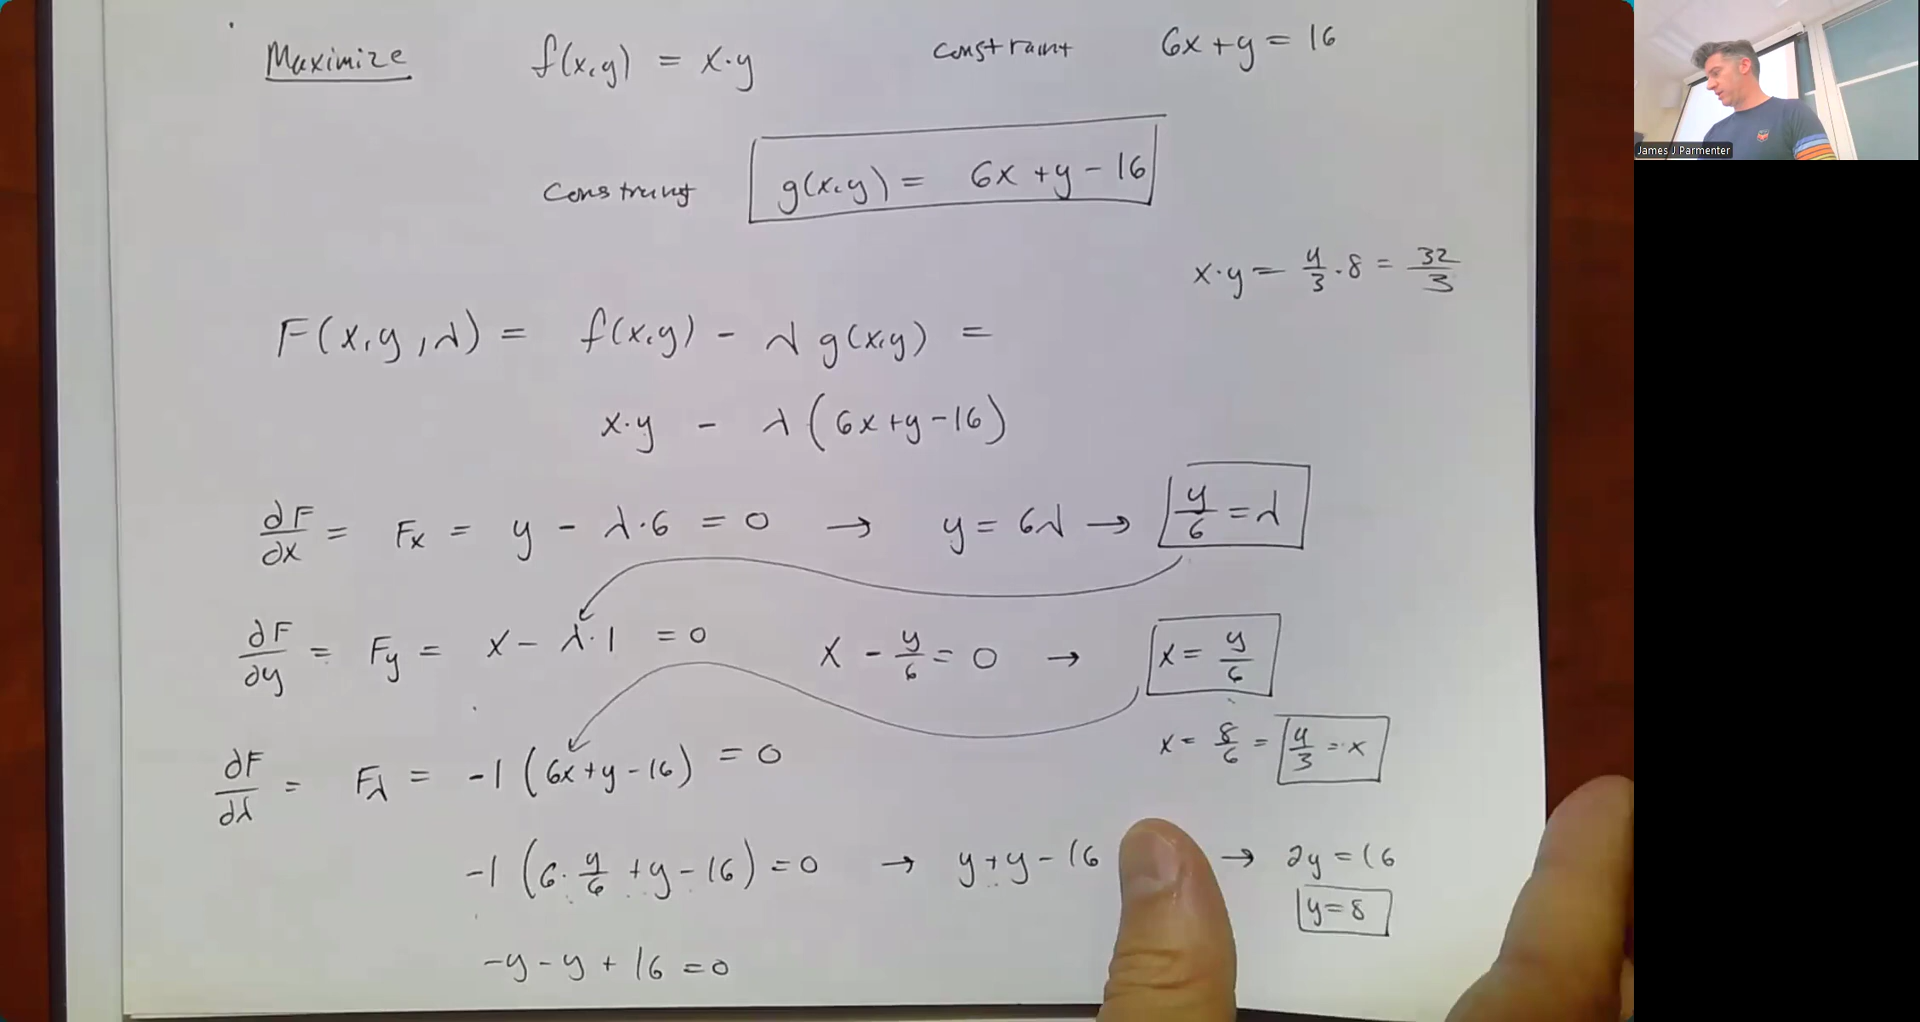 Maximize f(x,y) = x·y constraint 6x+y = 16
Constraint g(x,y) = 6x+y-16
x·y = 4/3·8 = 32/3
F(x,y,λ) = f(x,y) - λ g(x,y) =
x·y - λ(6x+y-16)
∂F/∂x = Fx = y - λ·6 = 0 → y = 6λ → y/6 = λ
∂F/∂y = Fy = x - λ·1 = 0 x - y/6 = 0 → x = y/6
x = 8/6 = 4/3 = x
∂F/∂λ = Fλ = -1(6x+y-16) = 0
-1(6·y/6+y-16) = 0 → y+y-16 → 2y = 16
y = 8
-y-y+16 = 0
James J Parmenter